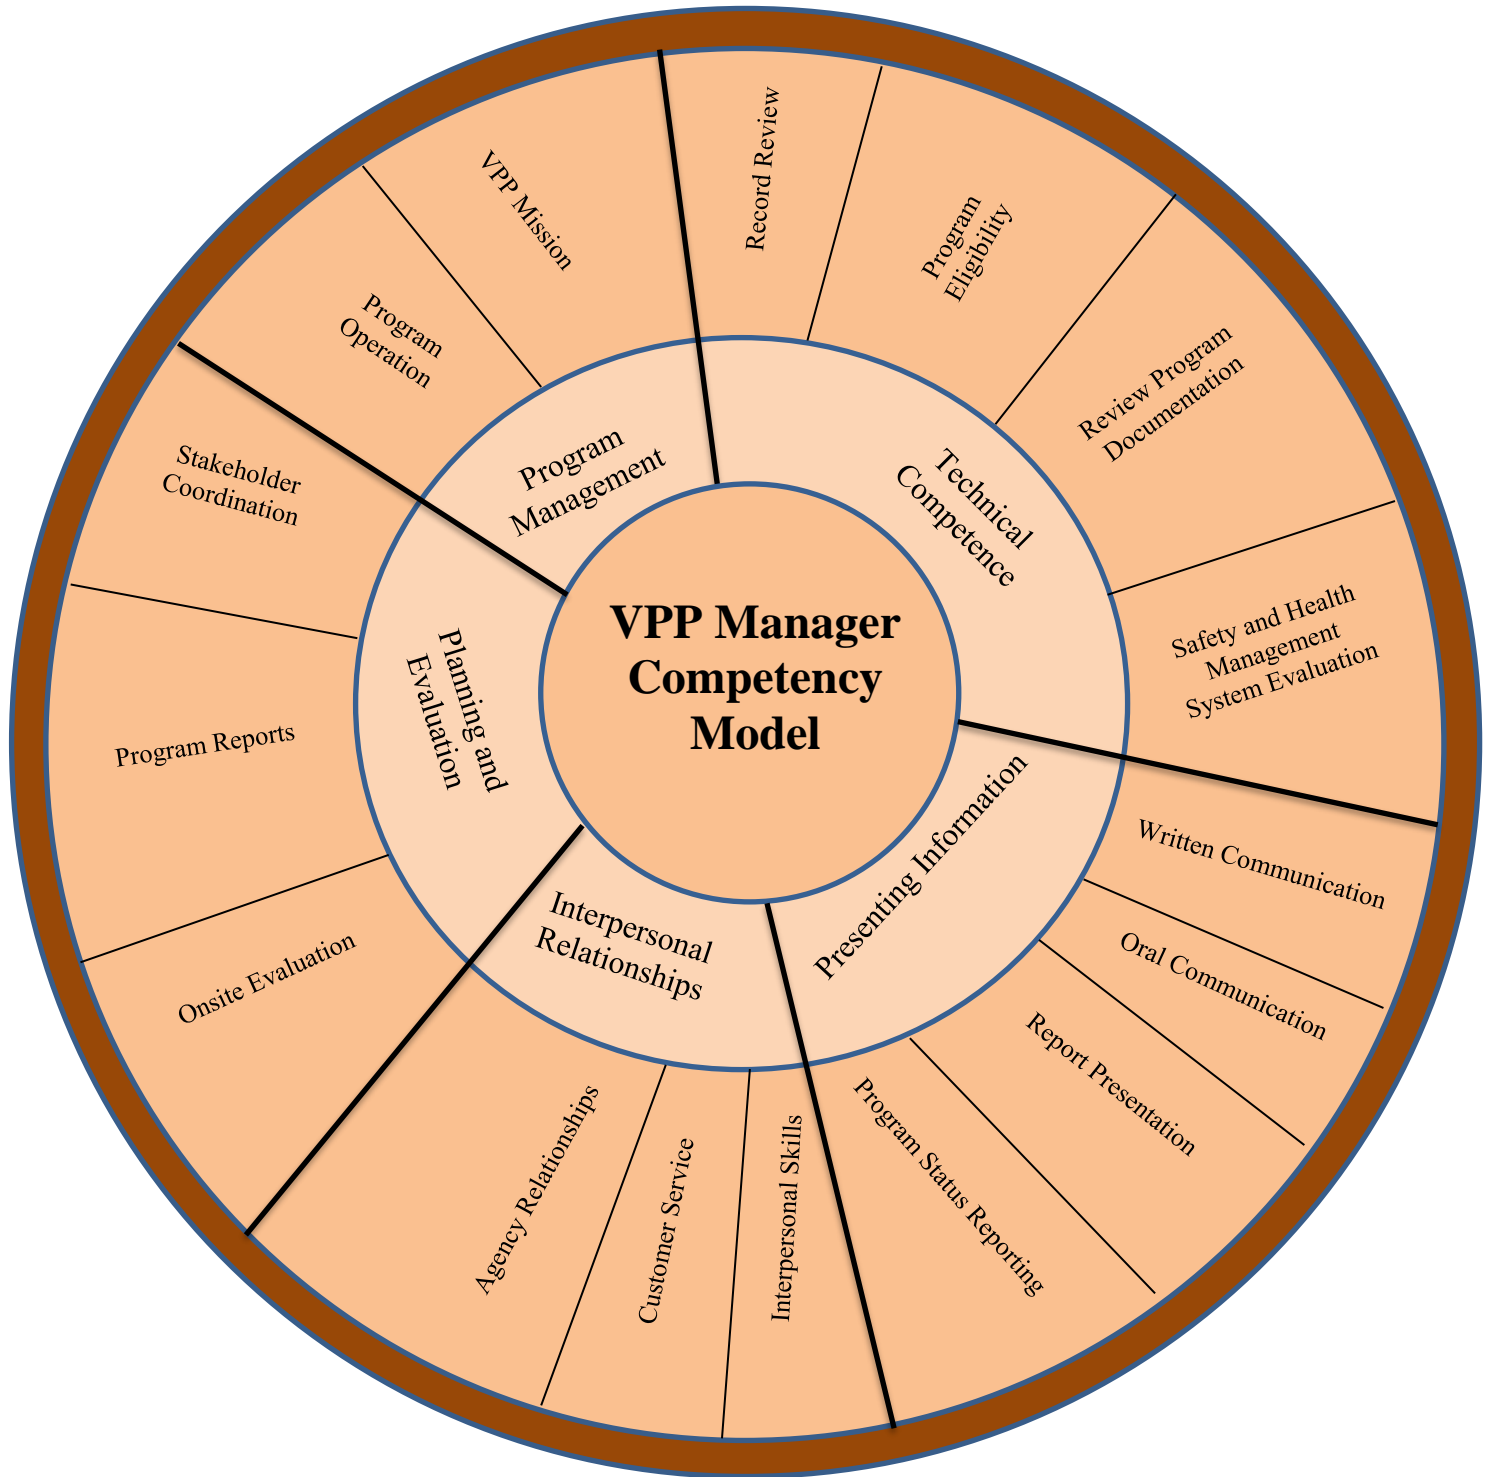 VPP Manager
Competency
Model
Technical
Competence
Record Review
Program
Eligibility
Review Program
Documentation
Safety and Health
Management
System Evaluation
Presenting Information
Written Communication
Oral Communication
Report Presentation
Program Status Reporting
Interpersonal
Relationships
Interpersonal Skills
Customer Service
Agency Relationships
Planning and
Evaluation
Onsite Evaluation
Program Reports
Stakeholder
Coordination
Program
Management
Program
Operation
VPP Mission